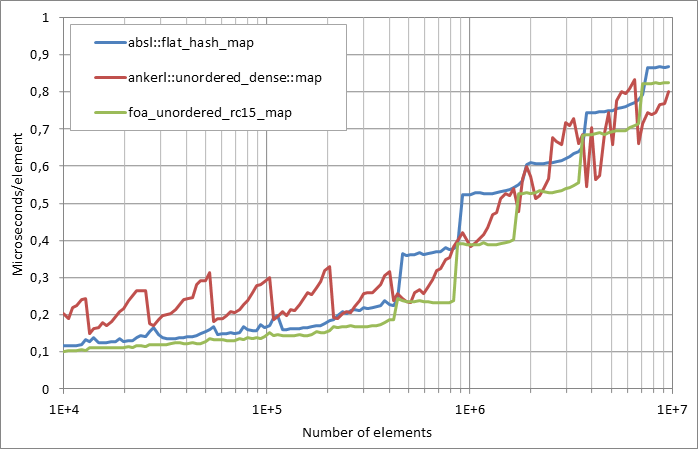 1
0,9
0,8
0,7
0,6
0,5
0,4
0,3
0,2
0,1
0
Microseconds/element
absl::flat_hash_map
ankerl::unordered_dense::map
foa_unordered_rc15_map
1E+4
1E+5
1E+6
1E+7
Number of elements